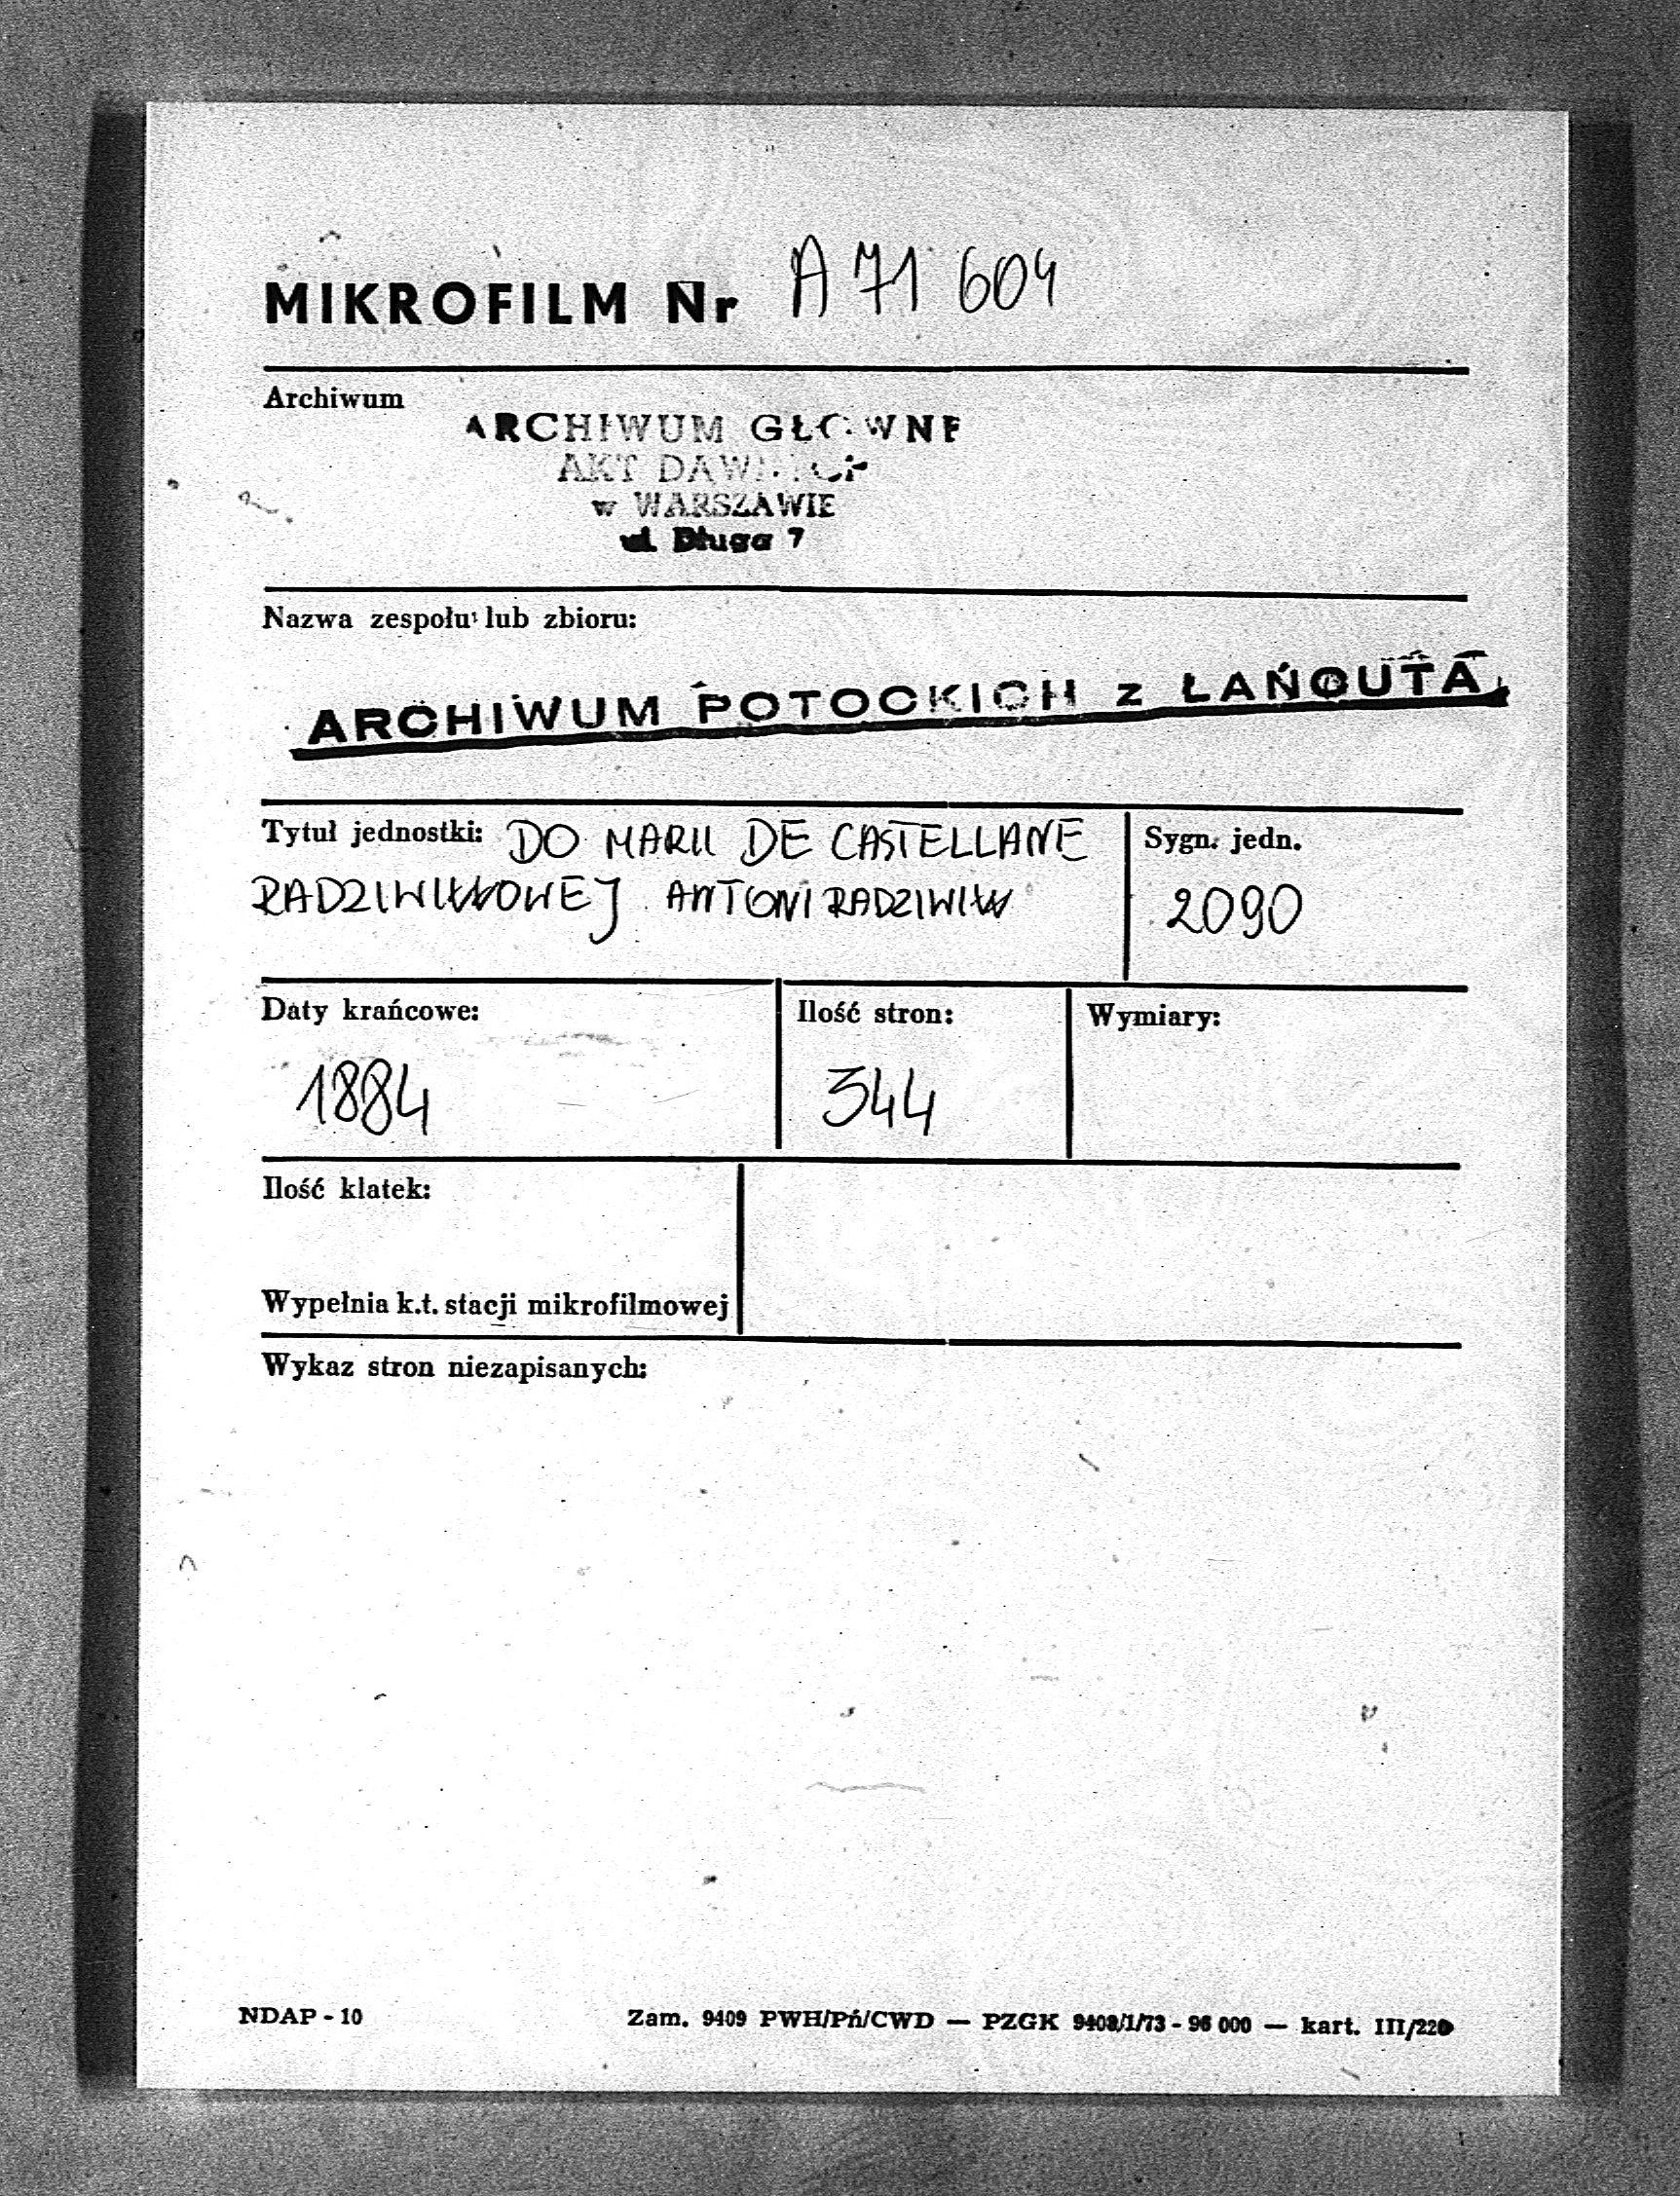 MIKROFILM Nr A 71 604
Archiwum
ARCHIWUM GŁÓWNE
AKT DAWNYCH
w WARSZAWIE
ul. Długa 7
Nazwa zespołu lub zbioru:
ARCHIWUM POTOCKICH z ŁAŃCUTA
Tytuł jednostki: DO MARII DE CASTELLANE
RADZIWIŁŁOWEJ ANTONI RADZIWIŁŁ
Sygn. jedn.
2090
Daty krańcowe:
1884
Ilość stron:
344
Wymiary:
Ilość klatek:
Wypełnia k.t. stacji mikrofilmowej
Wykaz stron niezapisanych:
NDAP - 10
Zam. 9409 PWH/Pń/CWD — PZGK 9408/1/73 - 96 000 — kart. III/220